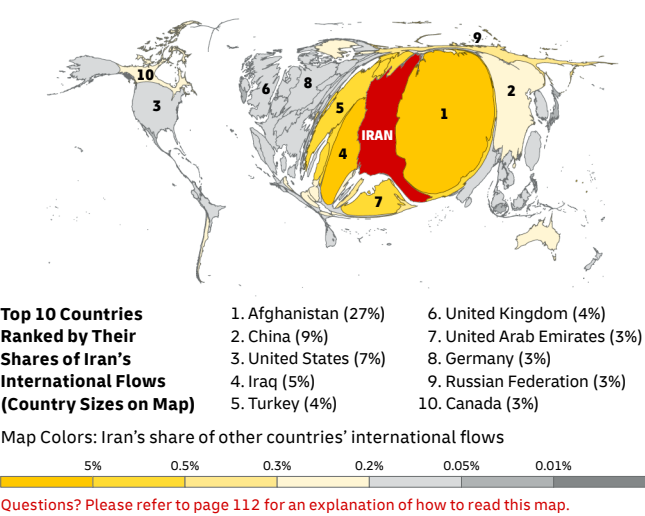 9
10
6
8
3
5
2
1
IRAN
4
7
Top 10 Countries
Ranked by Their
Shares of Iran's
International Flows
(Country Sizes on Map)
1. Afghanistan (27%)
2. China (9%)
3. United States (7%)
4. Iraq (5%)
5. Turkey (4%)
6. United Kingdom (4%)
7. United Arab Emirates (3%)
8. Germany (3%)
9. Russian Federation (3%)
10. Canada (3%)
Map Colors: Iran's share of other countries' international flows
5% 0.5% 0.3% 0.2% 0.05% 0.01%
Questions? Please refer to page 112 for an explanation of how to read this map.